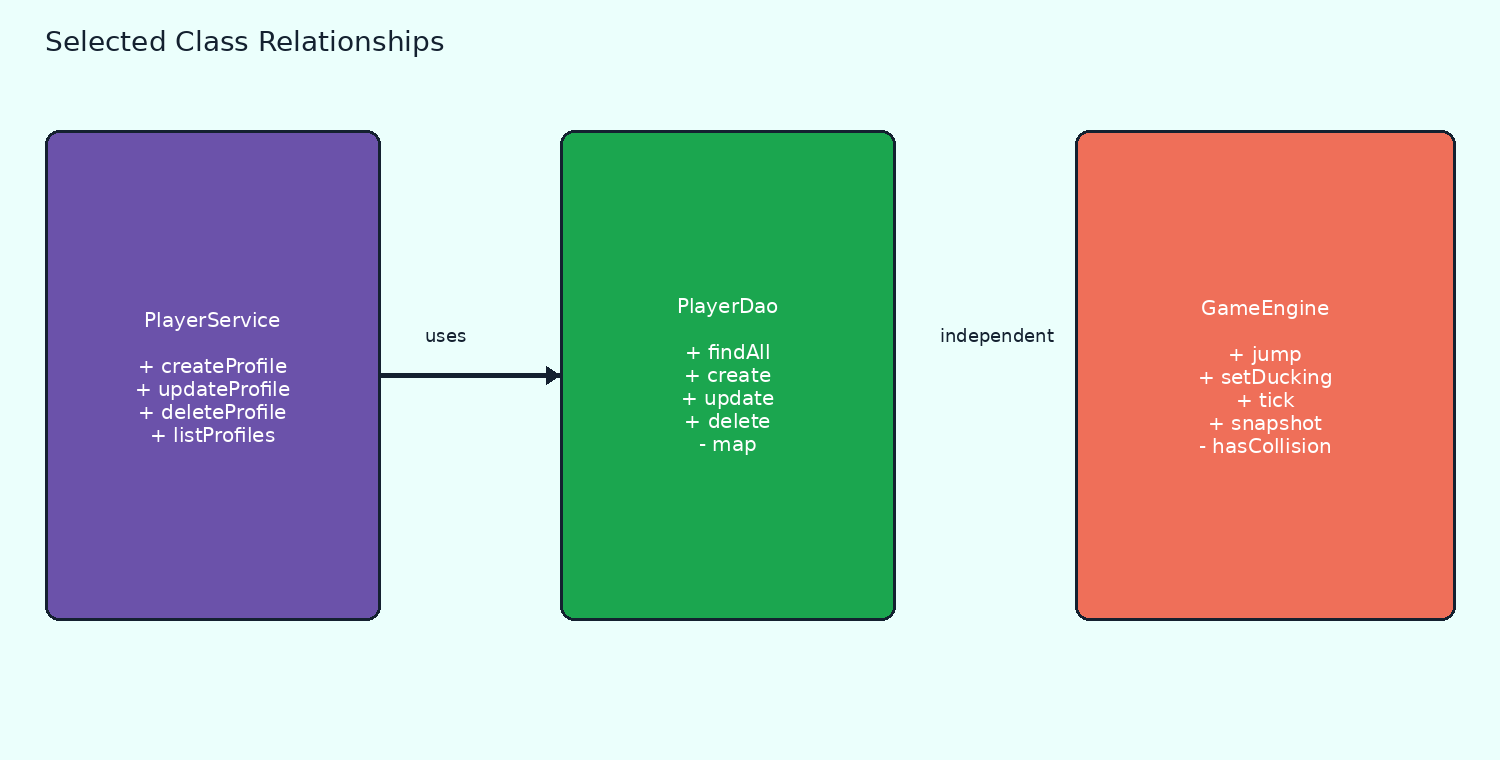 Selected Class Relationships
PlayerService
+ createProfile
+ updateProfile
+ deleteProfile
+ listProfiles
uses
PlayerDao
+ findAll
+ create
+ update
+ delete
- map
independent
GameEngine
+ jump
+ setDucking
+ tick
+ snapshot
- hasCollision